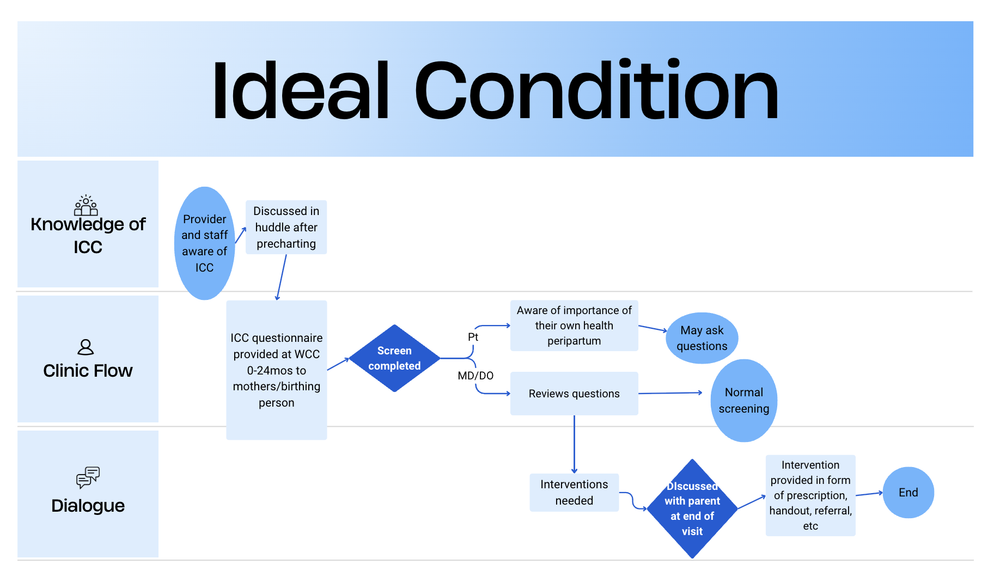 Ideal Condition
Knowledge of
ICC
Provider
and staff
aware of
ICC
Discussed in
huddle after
precharting
Clinic Flow
ICC questionnaire
provided at WCC
0-24mos to
mothers/birthing
person
Screen
completed
Pt
MD/DO
Aware of importance of
their own health
peripartum
May ask
questions
Reviews questions
Normal
screening
Dialogue
Interventions
needed
DIscussed
with parent
at end of
visit
Intervention
provided in form
of prescription,
handout, referral,
etc
End